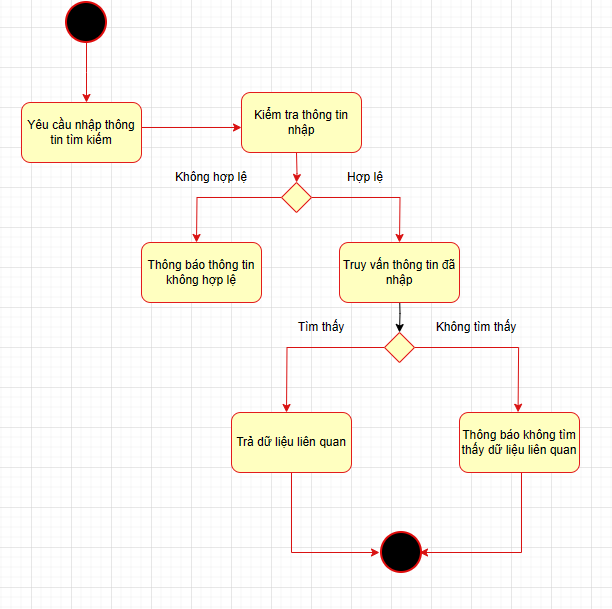 Yêu cầu nhập thông
tin tìm kiếm
Kiểm tra thông tin
nhập
Không hợp lệ
Hợp lệ
Thông báo thông tin
không hợp lệ
Truy vấn thông tin đã
nhập
Tìm thấy
Không tìm thấy
Trả dữ liệu liên quan
Thông báo không tìm
thấy dữ liệu liên quan